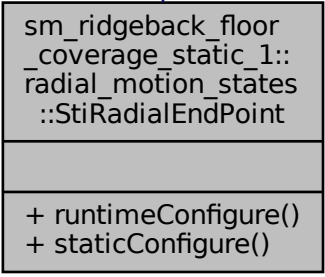 sm_ridgeback_floor
_coverage_static_1::
radial_motion_states
::StiRadialEndPoint
+ runtimeConfigure()
+ staticConfigure()